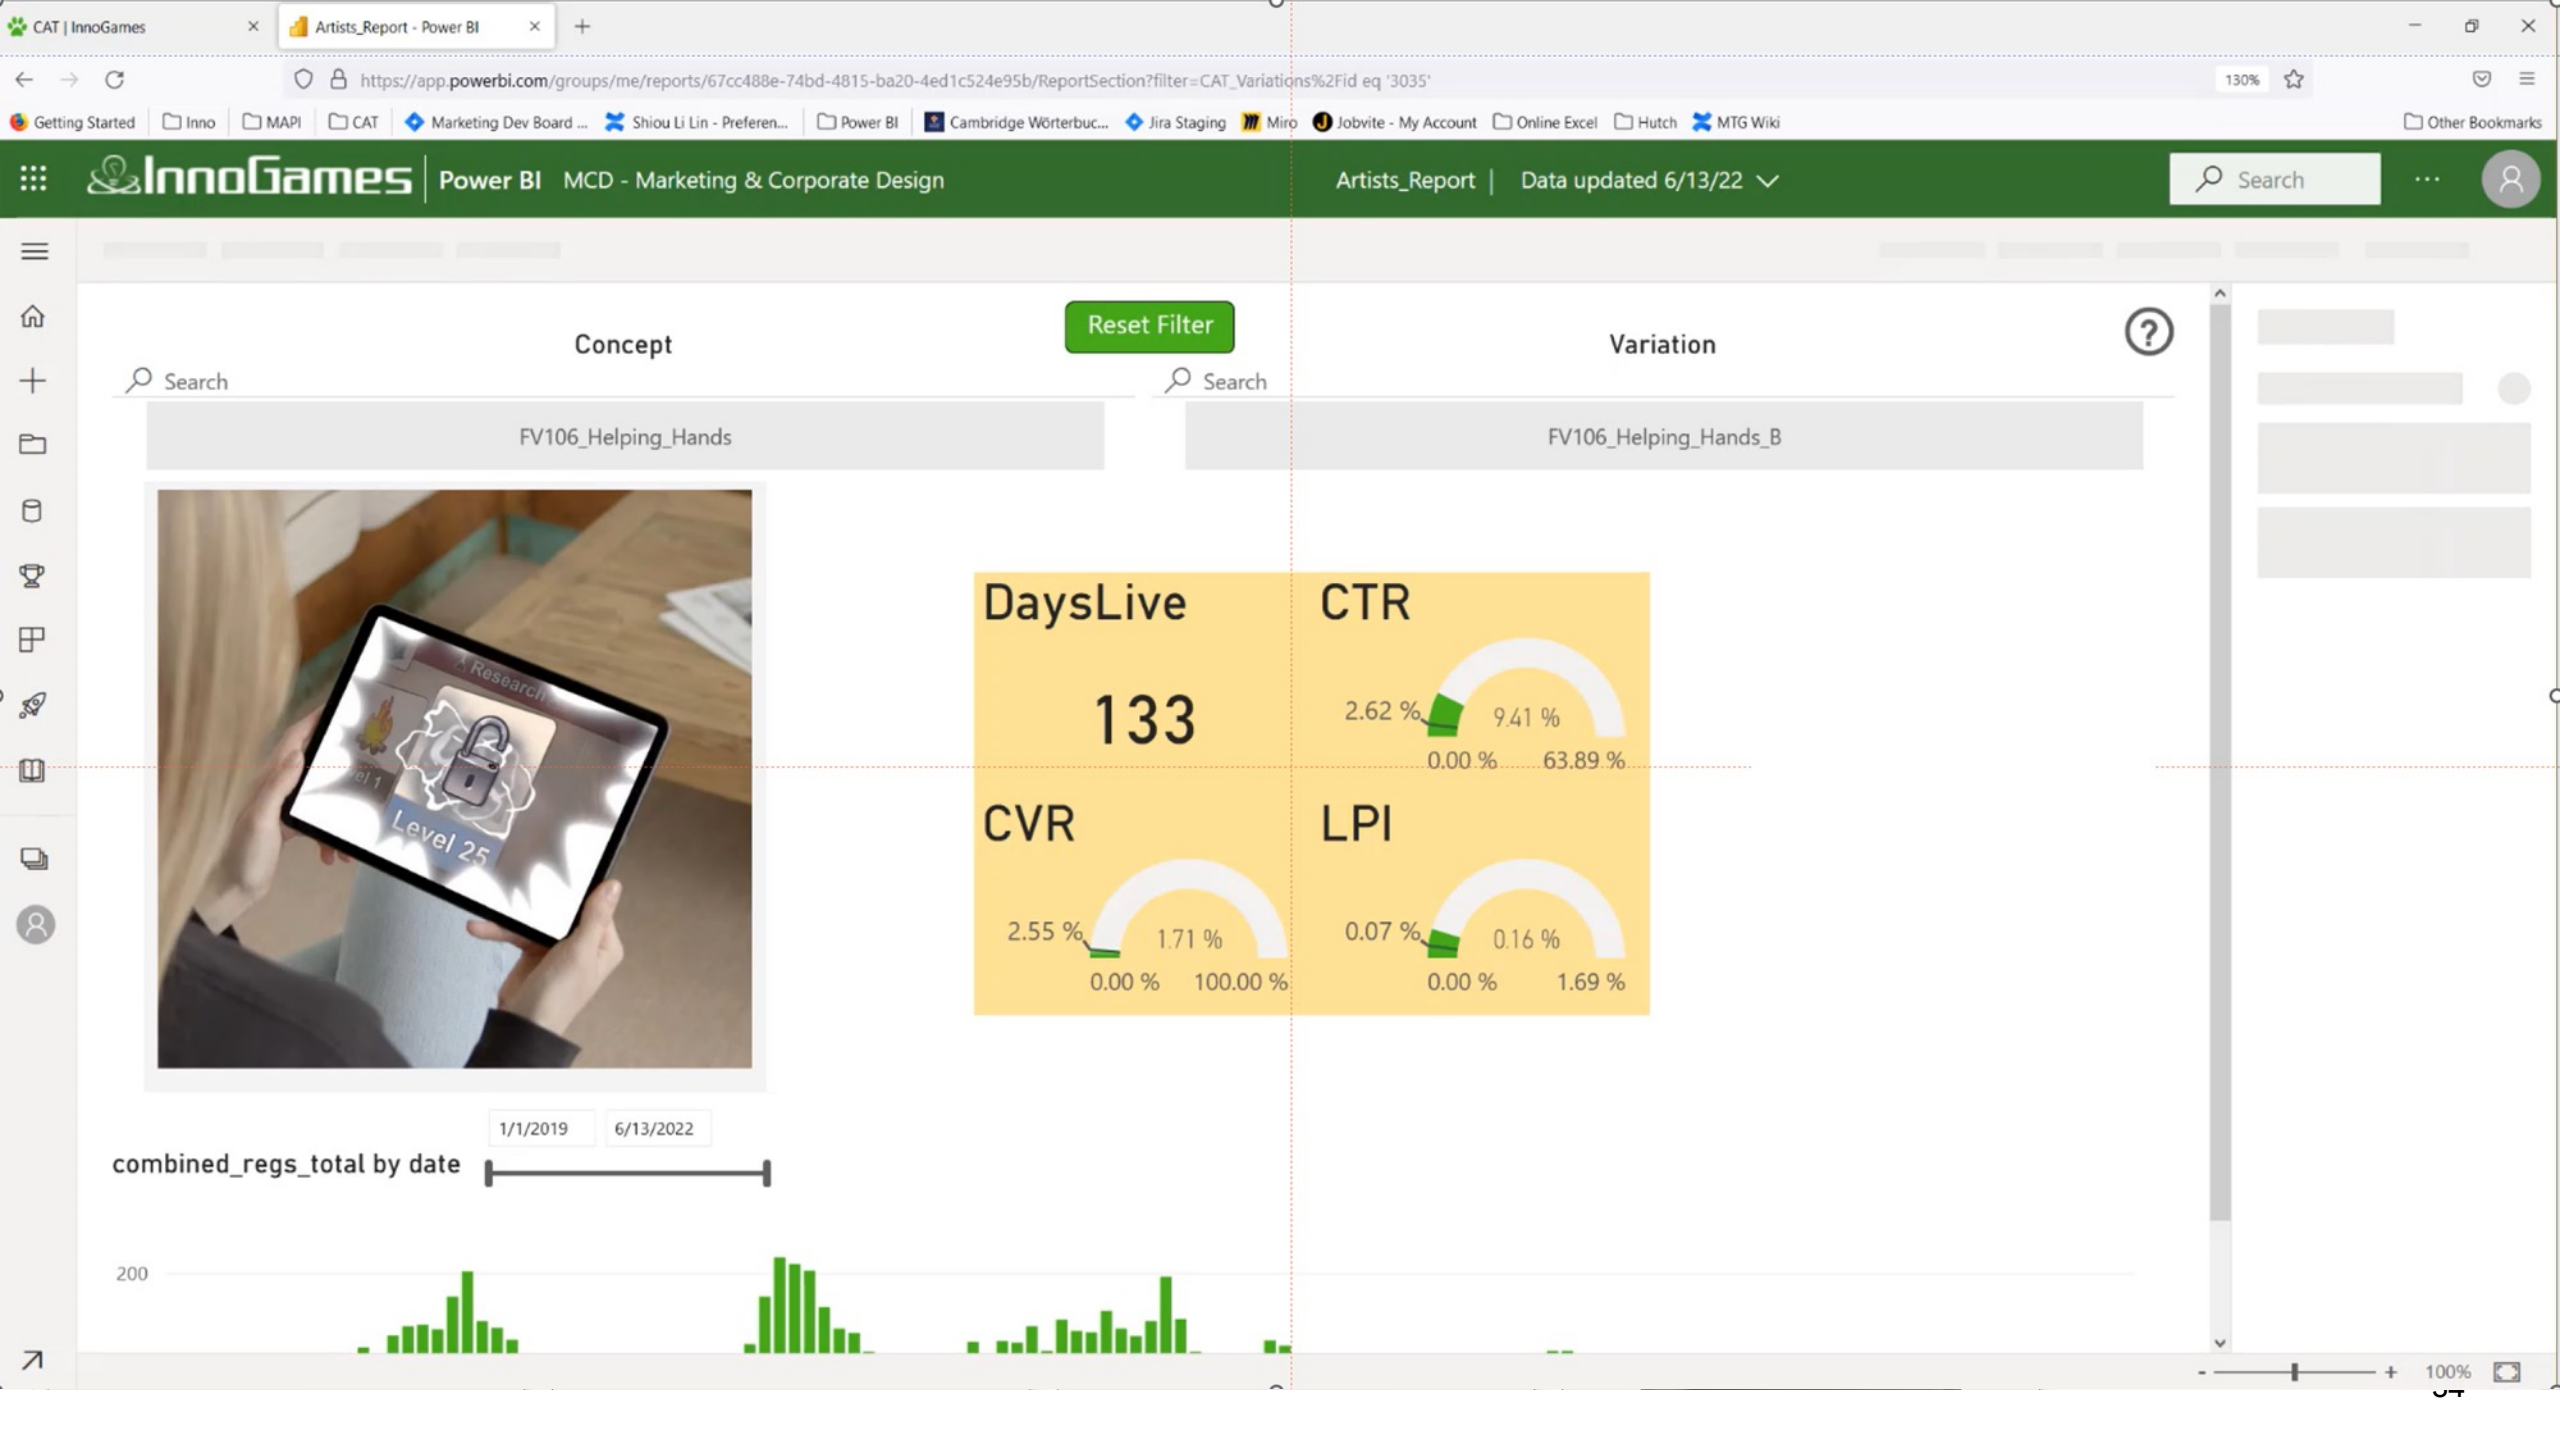 CAT | InnoGames
Artists_Report - Power BI
https://app.powerbi.com/groups/me/reports/67cc488e-74bd-4815-ba20-4ed1c524e95b/ReportSection?filter=CAT_Variations%2Fid eq '3035'
130%
Getting Started
Inno
MAPI
CAT
Marketing Dev Board ...
Shiou Li Lin - Preferen...
Power BI
Cambridge Wörterbuc...
Jira Staging
Miro
Jobvite - My Account
Online Excel
Hutch
MTG Wiki
Other Bookmarks
InnoGames
Power BI MCD - Marketing & Corporate Design
Artists_Report | Data updated 6/13/22
Search
Reset Filter
Concept
Variation
?
Search
Search
FV106_Helping_Hands
FV106_Helping_Hands_B
Research
Level 25
DaysLive
133
CTR
2.62 %
9.41 %
0.00 %
63.89 %
CVR
2.55 %
1.71 %
0.00 %
100.00 %
LPI
0.07 %
0.16 %
0.00 %
1.69 %
1/1/2019
6/13/2022
combined_regs_total by date
200
100%